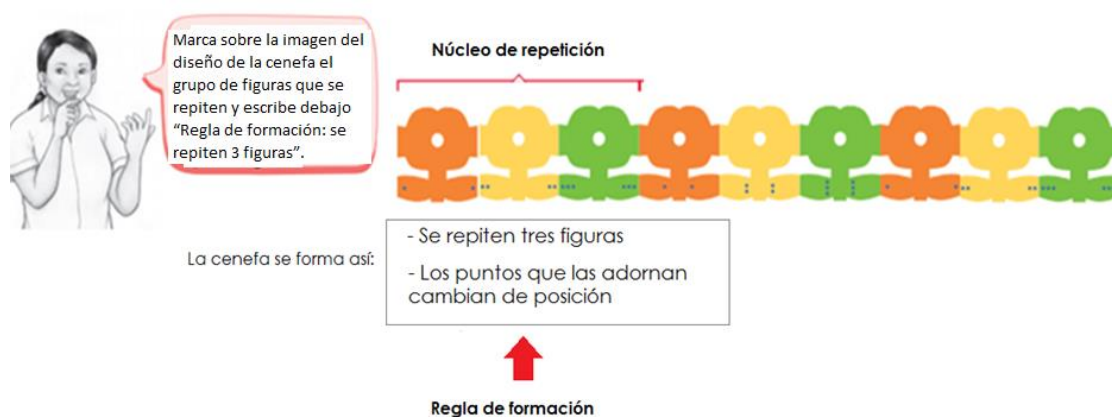 Marca sobre la imagen del
diseño de la cenefa el
grupo de figuras que se
repiten y escribe debajo
“Regla de formación: se
repiten 3 figuras”.
Núcleo de repetición
La cenefa se forma así:
- Se repiten tres figuras
- Los puntos que las adornan
cambian de posición
Regla de formación